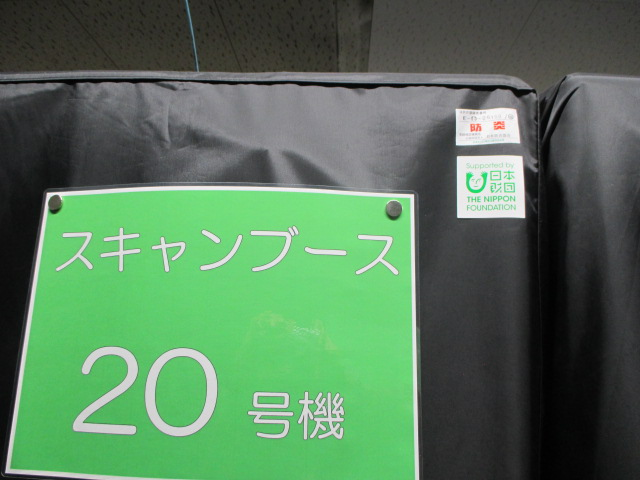 防炎
Supported by
日本
財団
THE NIPPON
FOUNDATION
スキャンブース
20 号機